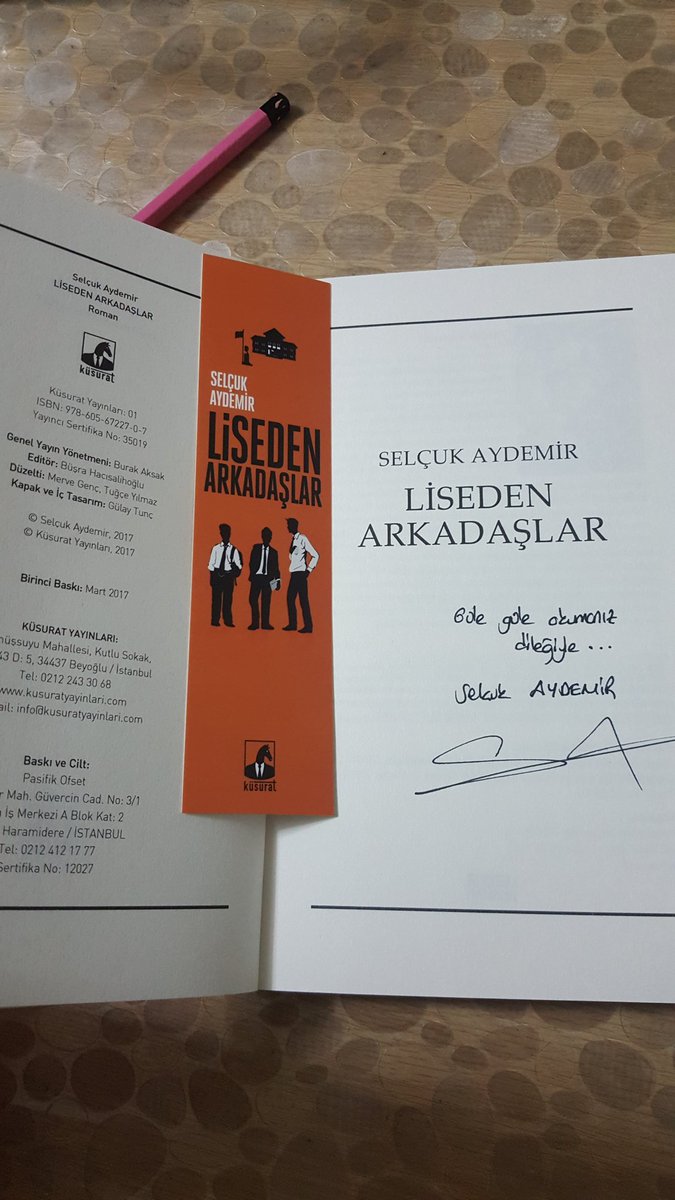 Selçuk Aydemir
LİSEDEN ARKADAŞLAR
Roman
küsurat
Küsurat Yayınları: 01
ISBN: 978-605-67227-0-7
Yayıncı Sertifika No: 35019
Genel Yayın Yönetmeni: Burak Aksak
Editör: Büşra Hacısalihoğlu
Düzelti: Merve Genç, Tuğçe Yılmaz
Kapak ve İç Tasarım: Gülay Tunç
© Selçuk Aydemir, 2017
© Küsurat Yayınları, 2017
Birinci Baskı: Mart 2017
KÜSURAT YAYINLARI:
Mahallesi, Kutlu Sokak,
D: 5, 34437 Beyoğlu / İstanbul
Tel: 0212 243 30 68
www.kusuratyayinlari.com
info@kusuratyayinlari.com
Baskı ve Cilt:
Pasifik Ofset
Mah. Güvercin Cad. No: 3/1
İş Merkezi A Blok Kat: 2
Haramidere / İSTANBUL
Tel: 0212 412 17 77
Sertifika No: 12027
SELÇUK
AYDEMİR
LİSEDEN
ARKADAŞLAR
küsurat
SELÇUK AYDEMİR
LİSEDEN
ARKADAŞLAR
Güle güle okumanız
dileğiyle ...
Selçuk AYDEMİR
SA